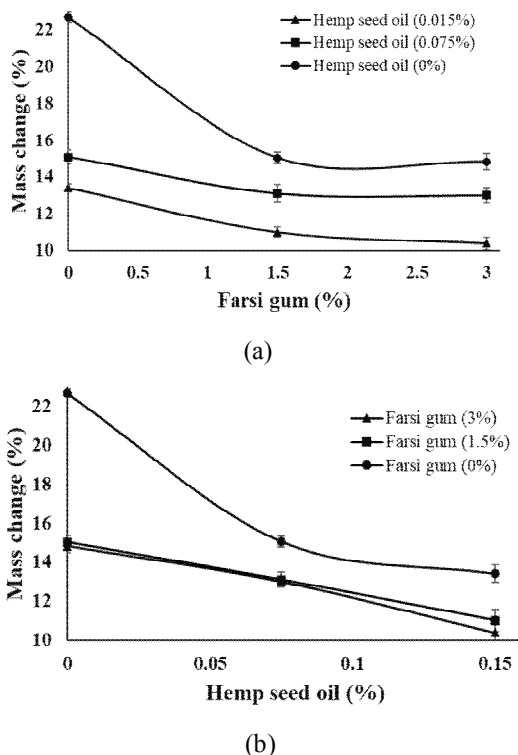 Hemp seed oil (0.015%)
Hemp seed oil (0.075%)
Hemp seed oil (0%)
Mass change (%)
22
20
18
16
14
12
10
0 0.5 1 1.5 2 2.5 3
Farsi gum (%)
(a)
Farsi gum (3%)
Farsi gum (1.5%)
Farsi gum (0%)
Mass change (%)
22
20
18
16
14
12
10
0 0.05 0.1 0.15
Hemp seed oil (%)
(b)